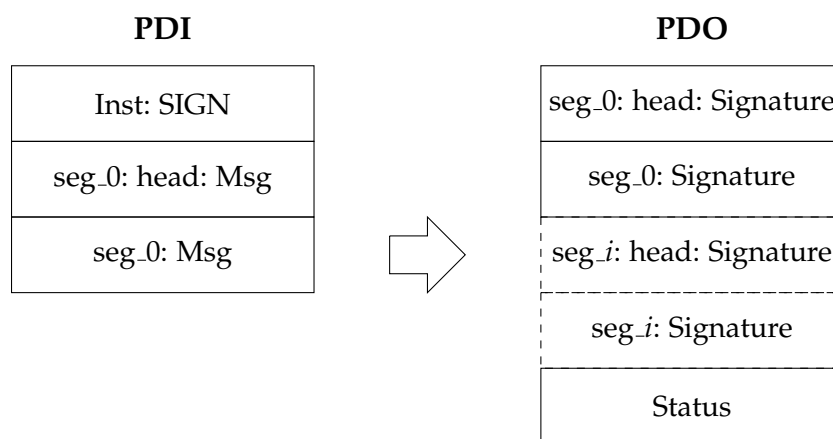 PDI
Inst: SIGN
seg_0: head: Msg
seg_0: Msg
PDO
seg_0: head: Signature
seg_0: Signature
seg_i: head: Signature
seg_i: Signature
Status